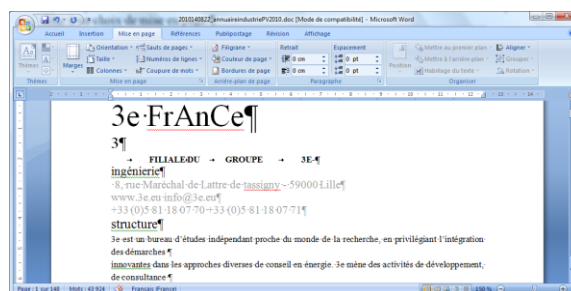 2010140822_annuaireindustriePV2010.doc [Mode de compatibilité] - Microsoft Word
Accueil Insertion Mise en page Références Publipostage Révision Affichage
Orientation Sauts de pages Filigrane Retrait Espacement Mettre au premier plan Aligner
Thèmes Marges Taille Numéros de lignes Couleur de page 0 cm 0 pt Position Mettre à l'arrière-plan Grouper
Colonnes Coupure de mots Bordures de page 0 cm 0 pt Habillage du texte Rotation
Thèmes Mise en page Arrière-plan de page Paragraphe Organiser
3e·FrAnCe¶
3¶
→ FILIALE·DU → GROUPE → 3E·¶
ingénierie¶
·8,·rue·Maréchal·de·Lattre·de·tassigny·-·59000·Lille¶
www.3e.eu·info@3e.eu¶
+33·(0)5·81·18·07·70·+33·(0)5·81·18·07·71¶
structure¶
3e·est·un·bureau·d'études·indépendant·proche·du·monde·de·la·recherche,·en·privilégiant·l'intégration·
des·démarches·¶
innovantes·dans·les·approches·diverses·de·conseil·en·énergie.·3e·mène·des·activités·de·développement,·
de·consultance·¶
Page : 1 sur 148 Mots : 43 924 Français (France) 150 %